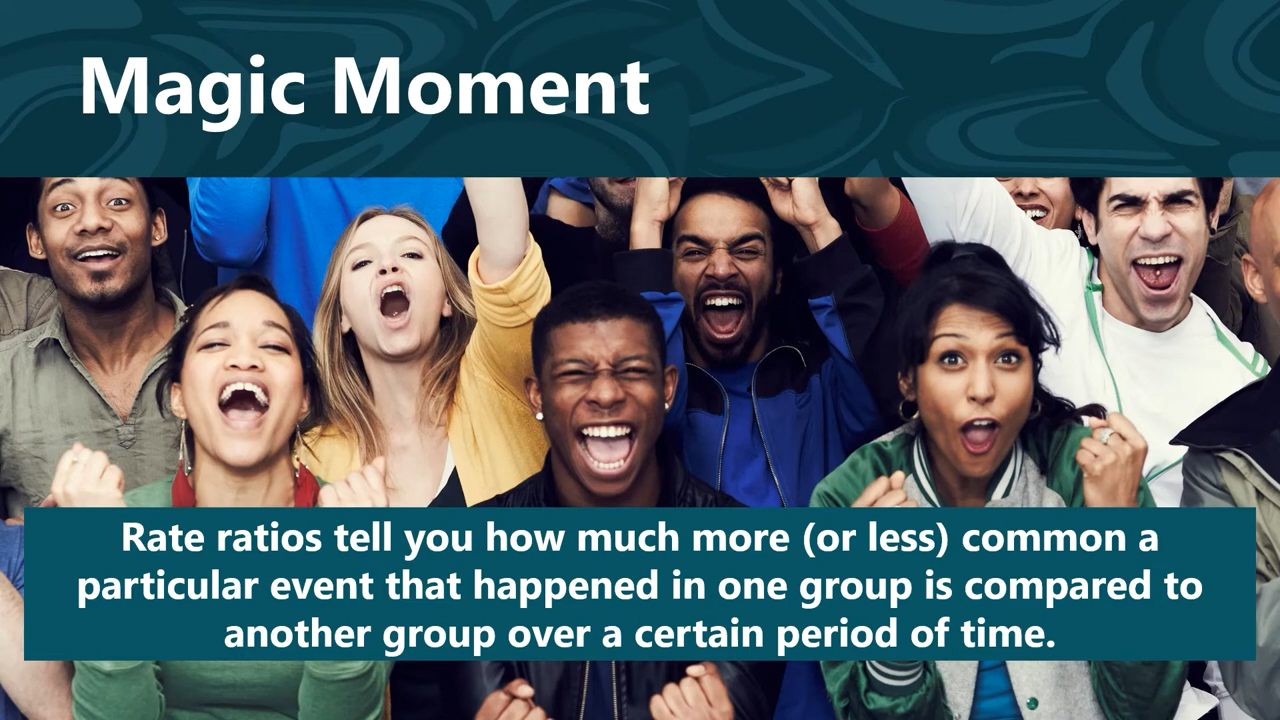 Magic Moment
Rate ratios tell you how much more (or less) common a
particular event that happened in one group is compared to
another group over a certain period of time.